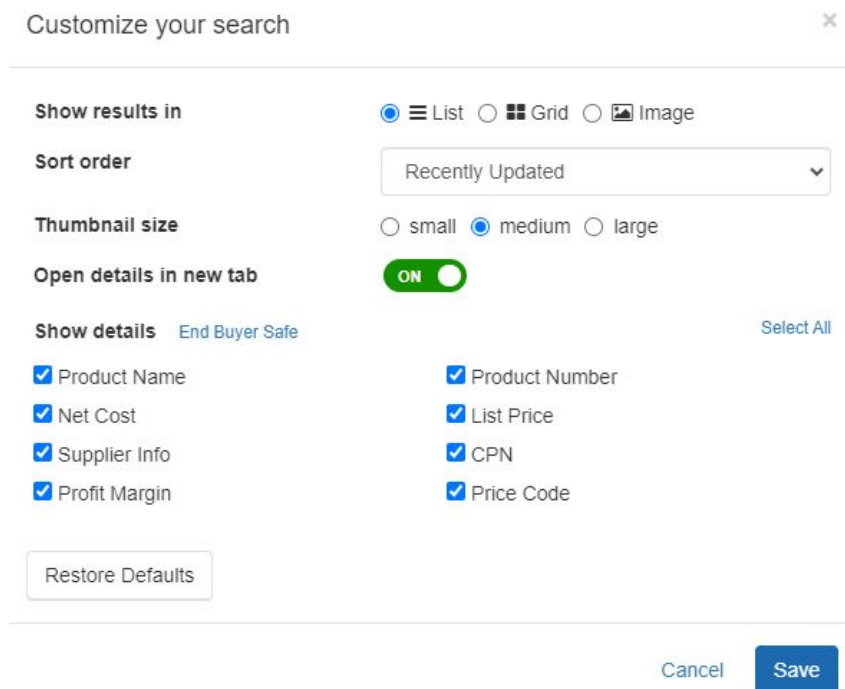 Customize your search ×
Show results in List Grid Image
Sort order Recently Updated
Thumbnail size small medium large
Open details in new tab ON
Show details End Buyer Safe Select All
Product Name Product Number
Net Cost List Price
Supplier Info CPN
Profit Margin Price Code
Restore Defaults
Cancel Save